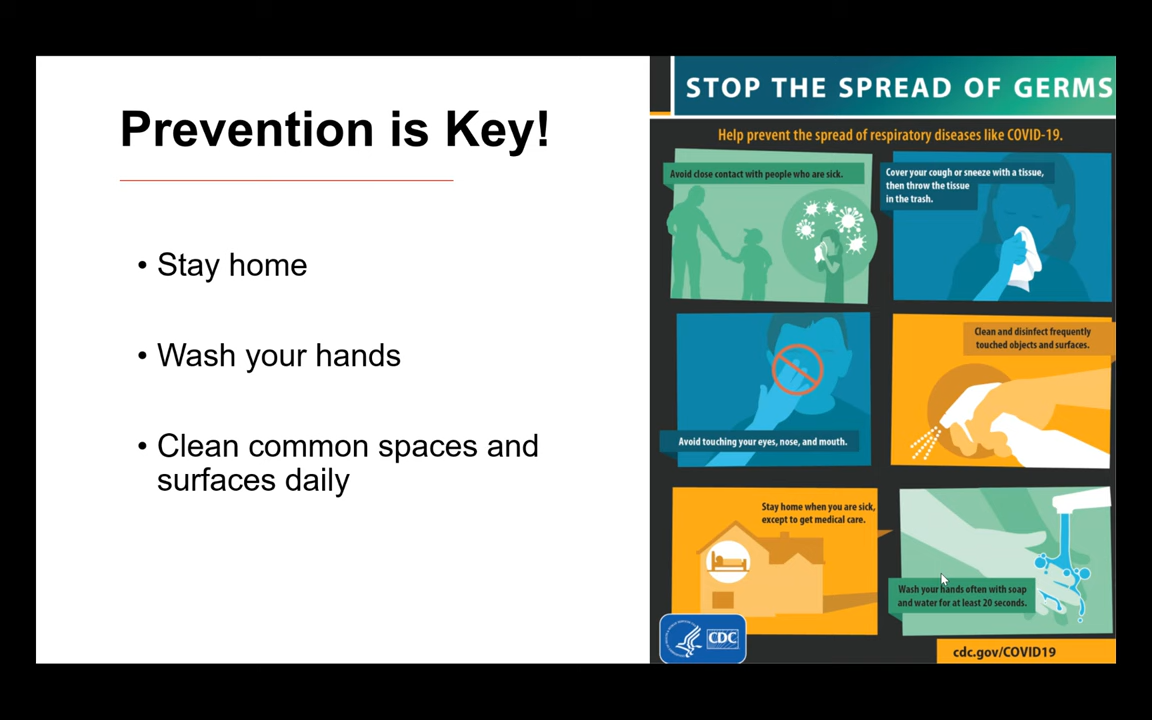 Prevention is Key!
• Stay home
• Wash your hands
• Clean common spaces and
surfaces daily
STOP THE SPREAD OF GERMS
Help prevent the spread of respiratory diseases like COVID-19.
Avoid close contact with people who are sick.
Cover your cough or sneeze with a tissue,
then throw the tissue
in the trash.
Avoid touching your eyes, nose, and mouth.
Clean and disinfect frequently
touched objects and surfaces.
Stay home when you are sick,
except to get medical care.
Wash your hands often with soap
and water for at least 20 seconds.
CDC
cdc.gov/COVID19